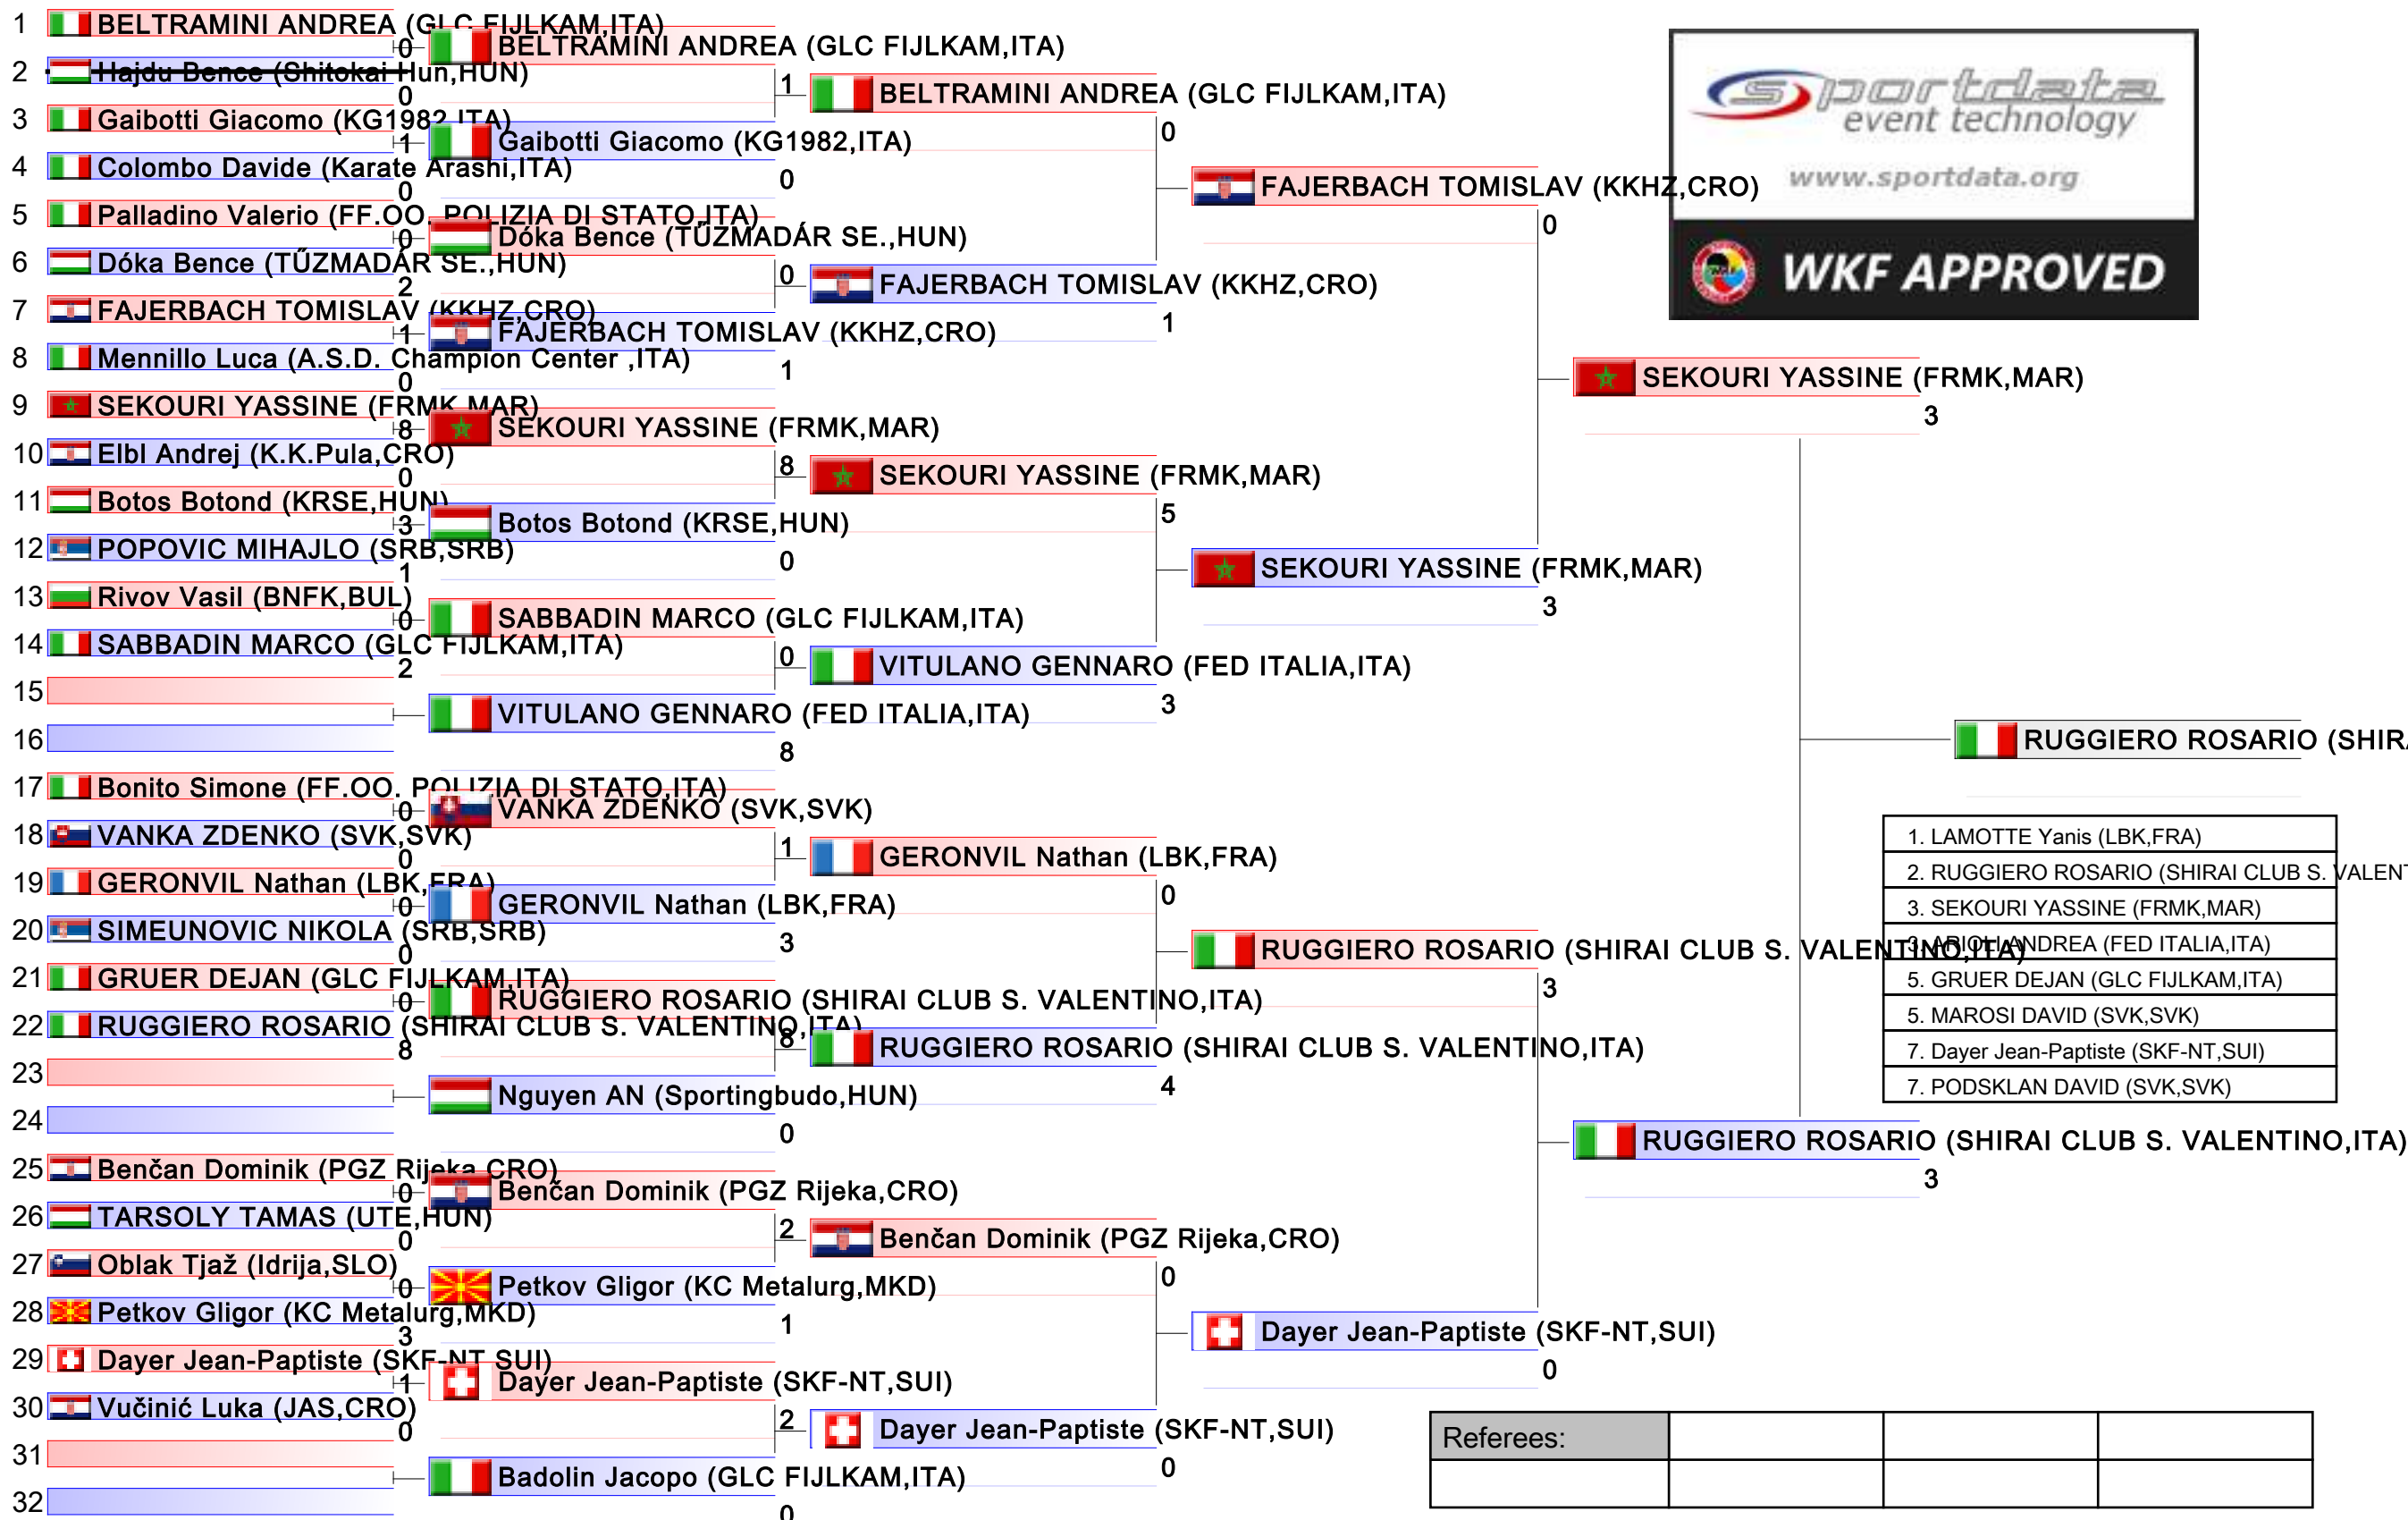 1 BELTRAMINI ANDREA (GLC FIJLKAM,ITA)
0
2 Hajdu Bence (Shitokai Hun,HUN)
0
3 Gaibotti Giacomo (KG1982,ITA)
1
4 Colombo Davide (Karate Arashi,ITA)
0
5 Palladino Valerio (FF.OO. POLIZIA DI STATO,ITA)
0
6 Dóka Bence (TŰZMADÁR SE.,HUN)
2
7 FAJERBACH TOMISLAV (KKHZ,CRO)
1
8 Mennillo Luca (A.S.D. Champion Center ,ITA)
0
9 SEKOURI YASSINE (FRMK,MAR)
8
10 Elbl Andrej (K.K.Pula,CRO)
0
11 Botos Botond (KRSE,HUN)
3
12 POPOVIC MIHAJLO (SRB,SRB)
1
13 Rivov Vasil (BNFK,BUL)
0
14 SABBADIN MARCO (GLC FIJLKAM,ITA)
2
15
16
17 Bonito Simone (FF.OO. POLIZIA DI STATO,ITA)
0
18 VANKA ZDENKO (SVK,SVK)
0
19 GERONVIL Nathan (LBK,FRA)
0
20 SIMEUNOVIC NIKOLA (SRB,SRB)
0
21 GRUER DEJAN (GLC FIJLKAM,ITA)
0
22 RUGGIERO ROSARIO (SHIRAI CLUB S. VALENTINO,ITA)
8
23
24
25 Benčan Dominik (PGZ Rijeka,CRO)
0
26 TARSOLY TAMAS (UTE,HUN)
0
27 Oblak Tjaž (Idrija,SLO)
0
28 Petkov Gligor (KC Metalurg,MKD)
3
29 Dayer Jean-Paptiste (SKF-NT,SUI)
1
30 Vučinić Luka (JAS,CRO)
0
31
32
BELTRAMINI ANDREA (GLC FIJLKAM,ITA)
1
Gaibotti Giacomo (KG1982,ITA)
0
Dóka Bence (TŰZMADÁR SE.,HUN)
0
FAJERBACH TOMISLAV (KKHZ,CRO)
1
SEKOURI YASSINE (FRMK,MAR)
8
Botos Botond (KRSE,HUN)
0
SABBADIN MARCO (GLC FIJLKAM,ITA)
0
VITULANO GENNARO (FED ITALIA,ITA)
8
VANKA ZDENKO (SVK,SVK)
1
GERONVIL Nathan (LBK,FRA)
3
RUGGIERO ROSARIO (SHIRAI CLUB S. VALENTINO,ITA)
8
Nguyen AN (Sportingbudo,HUN)
0
Benčan Dominik (PGZ Rijeka,CRO)
2
Petkov Gligor (KC Metalurg,MKD)
1
Dayer Jean-Paptiste (SKF-NT,SUI)
2
Badolin Jacopo (GLC FIJLKAM,ITA)
0
BELTRAMINI ANDREA (GLC FIJLKAM,ITA)
0
FAJERBACH TOMISLAV (KKHZ,CRO)
1
SEKOURI YASSINE (FRMK,MAR)
5
VITULANO GENNARO (FED ITALIA,ITA)
3
GERONVIL Nathan (LBK,FRA)
0
RUGGIERO ROSARIO (SHIRAI CLUB S. VALENTINO,ITA)
4
Benčan Dominik (PGZ Rijeka,CRO)
0
Dayer Jean-Paptiste (SKF-NT,SUI)
0
FAJERBACH TOMISLAV (KKHZ,CRO)
0
SEKOURI YASSINE (FRMK,MAR)
3
RUGGIERO ROSARIO (SHIRAI CLUB S. VALENTINO,ITA)
3
Dayer Jean-Paptiste (SKF-NT,SUI)
0
SEKOURI YASSINE (FRMK,MAR)
3
RUGGIERO ROSARIO (SHIRAI CLUB S. VALENTINO,ITA)
3
RUGGIERO ROSARIO (SHIRA
sportdata
event technology
www.sportdata.org
WKF APPROVED
1. LAMOTTE Yanis (LBK,FRA)
2. RUGGIERO ROSARIO (SHIRAI CLUB S. VALENT
3. SEKOURI YASSINE (FRMK,MAR)
3. ARIOLI ANDREA (FED ITALIA,ITA)
5. GRUER DEJAN (GLC FIJLKAM,ITA)
5. MAROSI DAVID (SVK,SVK)
7. Dayer Jean-Paptiste (SKF-NT,SUI)
7. PODSKLAN DAVID (SVK,SVK)
Referees: